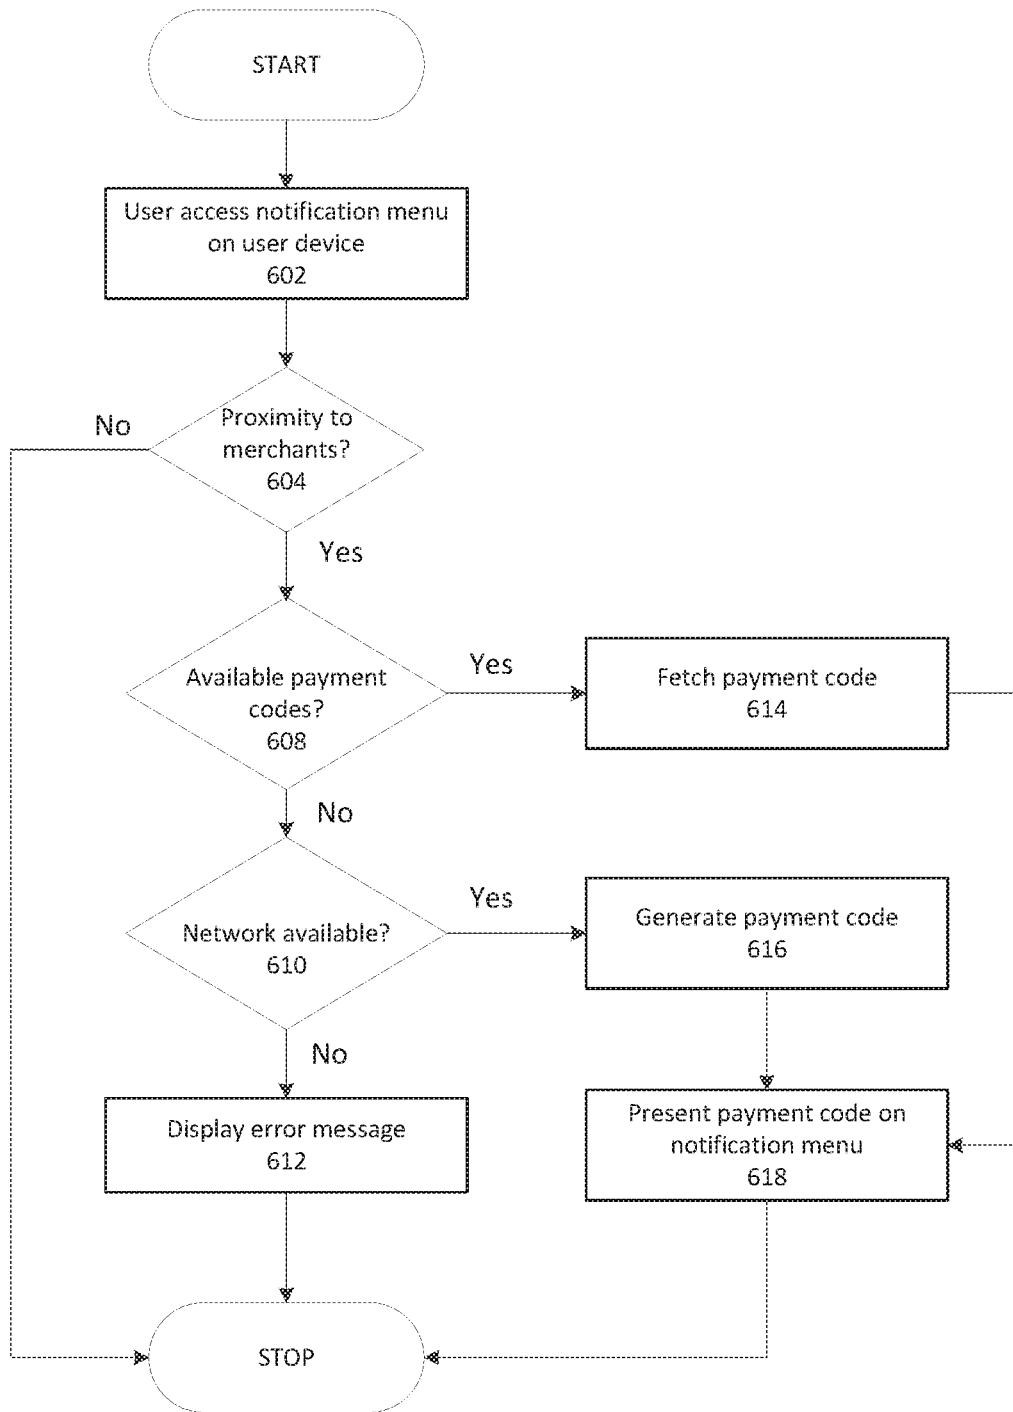 START
User access notification menu
on user device
602
No
Proximity to
merchants?
604
Yes
Available payment
codes?
608
Yes
Fetch payment code
614
No
Network available?
610
Yes
Generate payment code
616
No
Display error message
612
Present payment code on
notification menu
618
STOP